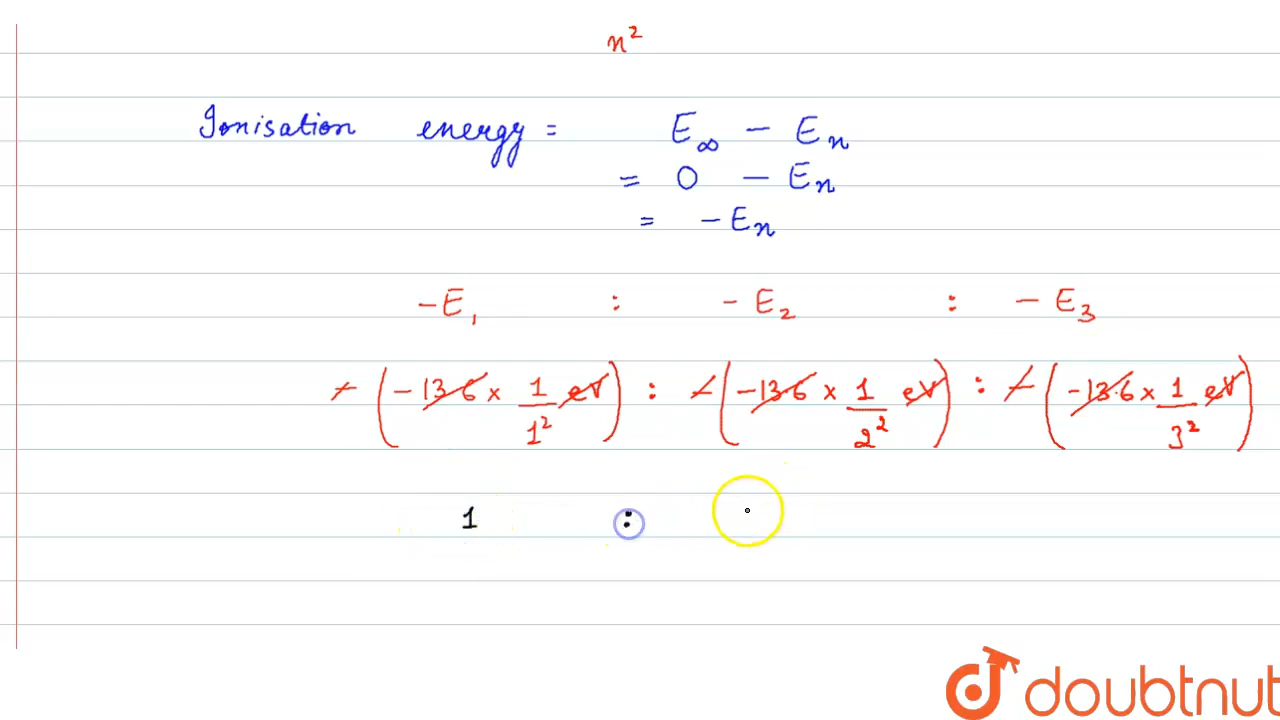 n²
Ionisation energy = E∞ − Eₙ
= 0 − Eₙ
= −Eₙ
−E₁ : −E₂ : −E₃
−(−13.6 × 1/1² eV) : −(−13.6 × 1/2² eV) : −(−13.6 × 1/3² eV)
1 :
doubtnut